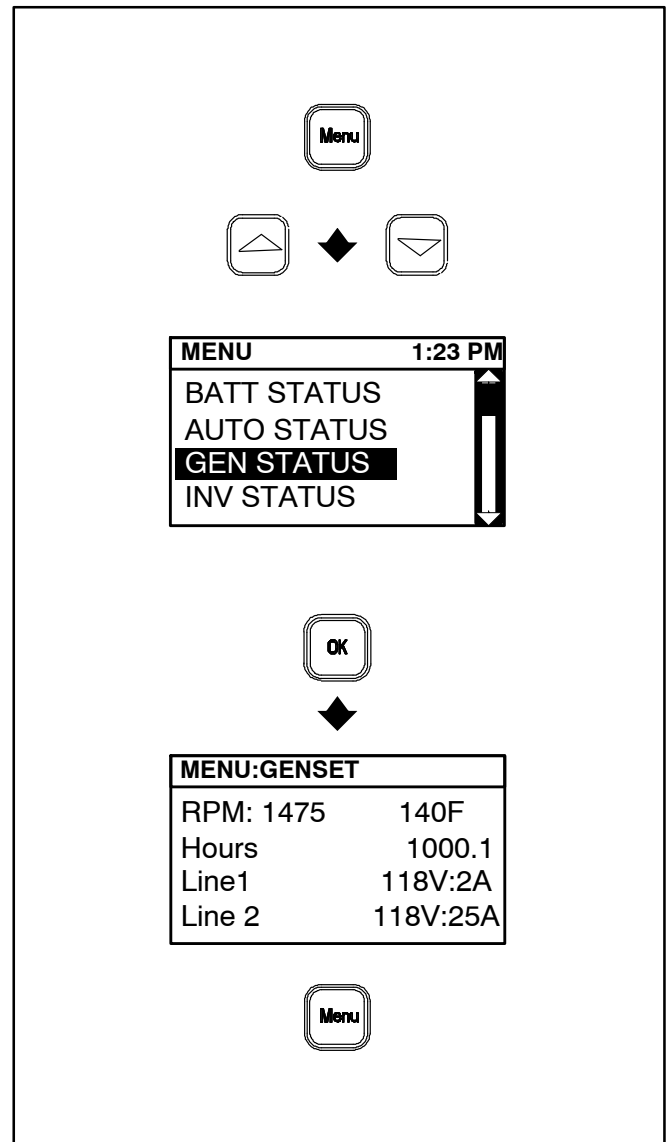 Menu
MENU 1:23 PM
BATT STATUS
AUTO STATUS
GEN STATUS
INV STATUS
OK
MENU:GENSET
RPM: 1475 140F
Hours 1000.1
Line1 118V:2A
Line 2 118V:25A
Menu